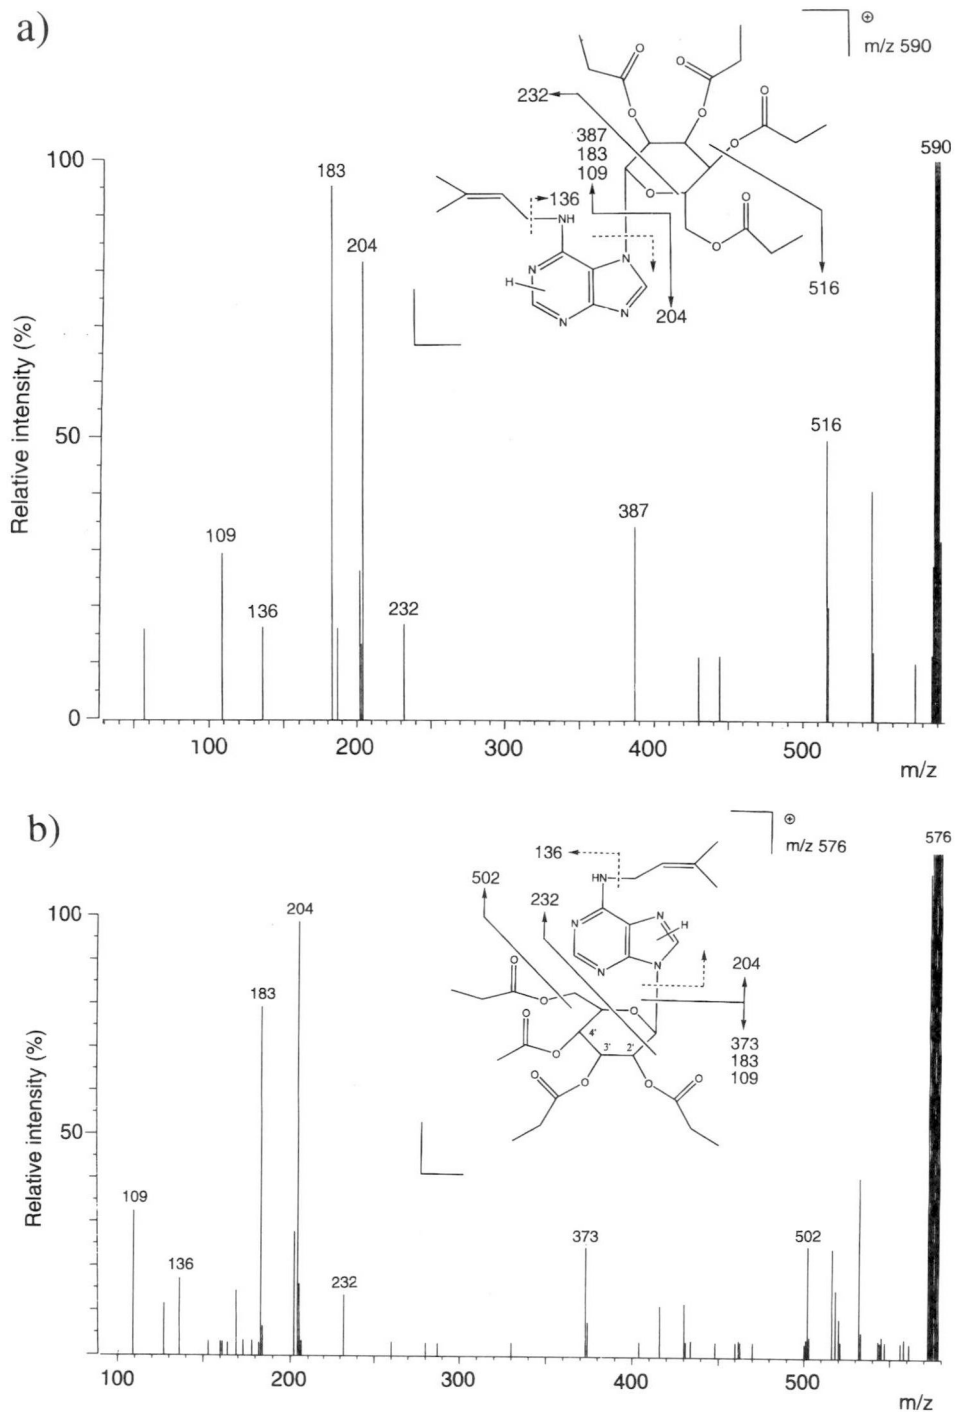 a)
⊕
m/z 590
O
O
O
232
O
O
O
387
183
109
590
100
183
136
NH
O
O
204
N
N
H
O
N
N
204
516
Relative intensity (%)
50
516
387
109
136
232
0
100
200
300
400
500
m/z
b)
⊕
m/z 576
576
136
502
HN
232
100
204
N
N
H
N
N
204
183
O
O
O
O
4'
3'
2'
373
183
109
O
O
O
O
O
Relative intensity (%)
50
109
373
502
136
232
100
200
300
400
500
m/z